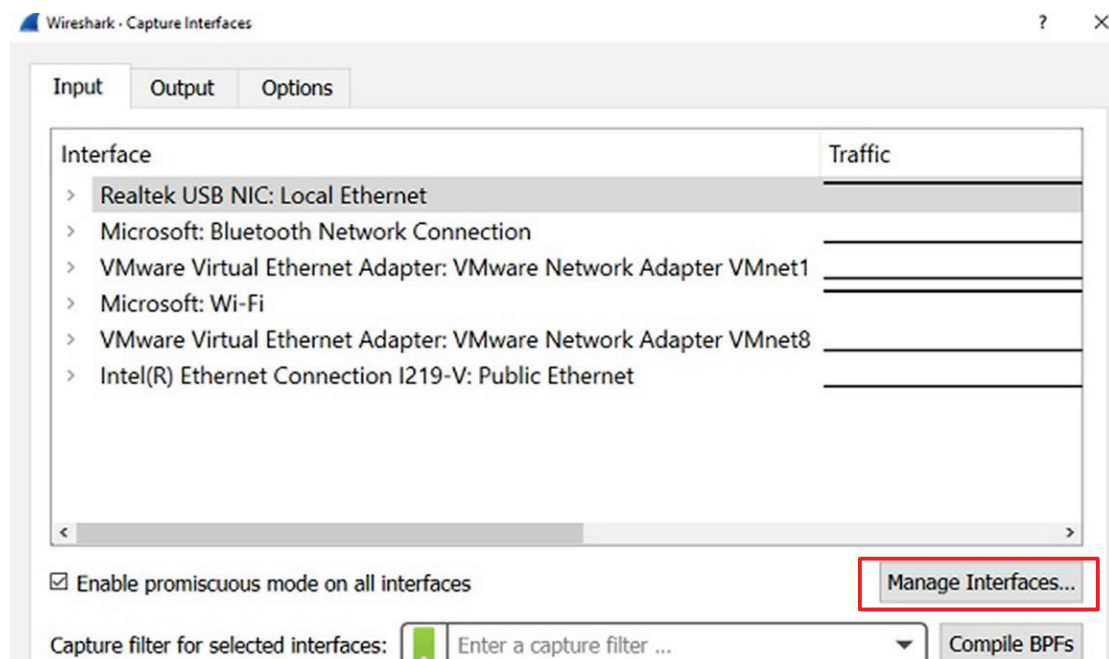 Wireshark · Capture Interfaces ? ×
Input Output Options
Interface Traffic
Realtek USB NIC: Local Ethernet
Microsoft: Bluetooth Network Connection
VMware Virtual Ethernet Adapter: VMware Network Adapter VMnet1
Microsoft: Wi-Fi
VMware Virtual Ethernet Adapter: VMware Network Adapter VMnet8
Intel(R) Ethernet Connection I219-V: Public Ethernet
Enable promiscuous mode on all interfaces Manage Interfaces...
Capture filter for selected interfaces: Enter a capture filter ... Compile BPFs